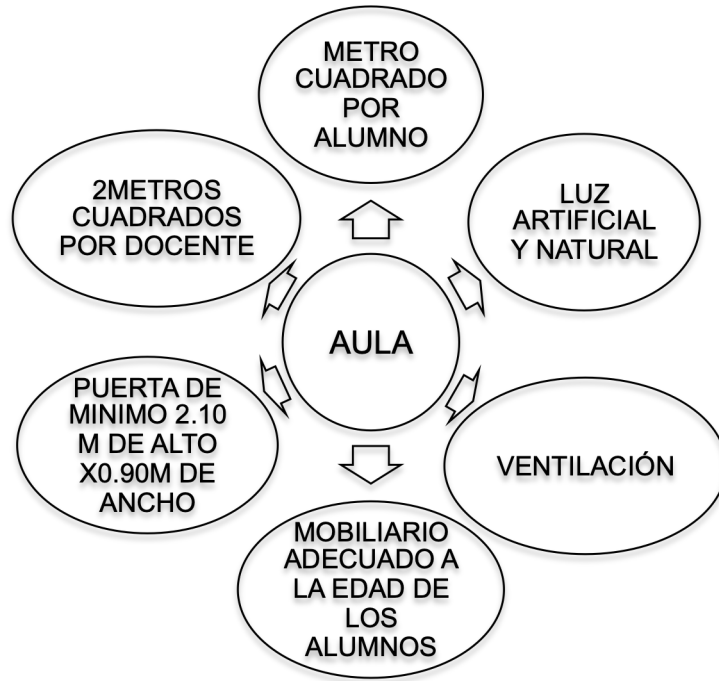 METRO
CUADRADO
POR
ALUMNO
2METROS
CUADRADOS
POR DOCENTE
LUZ
ARTIFICIAL
Y NATURAL
AULA
PUERTA DE
MINIMO 2.10
M DE ALTO
X0.90M DE
ANCHO
VENTILACIÓN
MOBILIARIO
ADECUADO A
LA EDAD DE
LOS
ALUMNOS